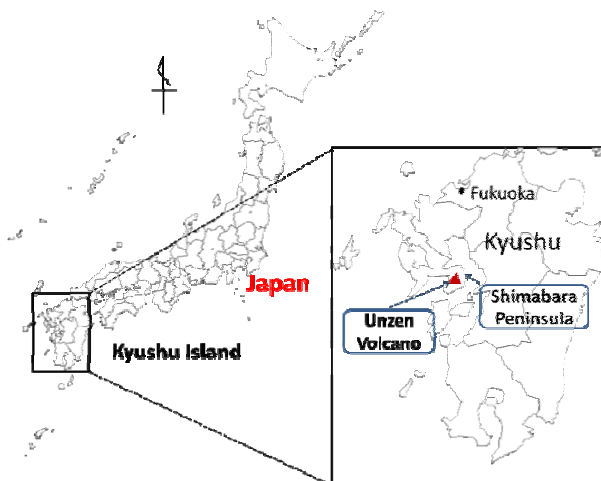 Fukuoka
Kyushu
Japan
Shimabara
Peninsula
Unzen
Volcano
Kyushu Island